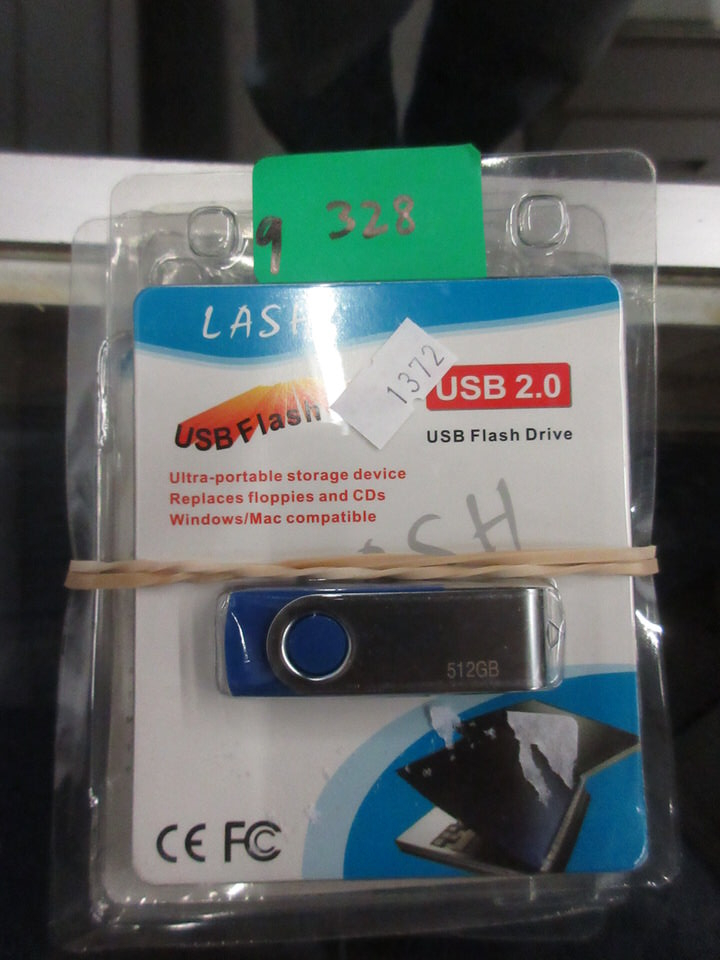 9 328
LASH
1372
USB Flash
USB 2.0
USB Flash Drive
Ultra-portable storage device
Replaces floppies and CDs
Windows/Mac compatible
512GB
CE FC